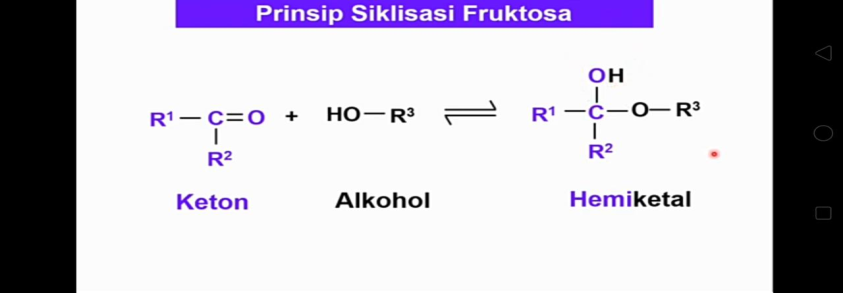 Prinsip Siklisasi Fruktosa
OH
R¹ — C=O + HO—R³ ⇌ R¹ —C—O—R³
R² R²
Keton Alkohol Hemiketal